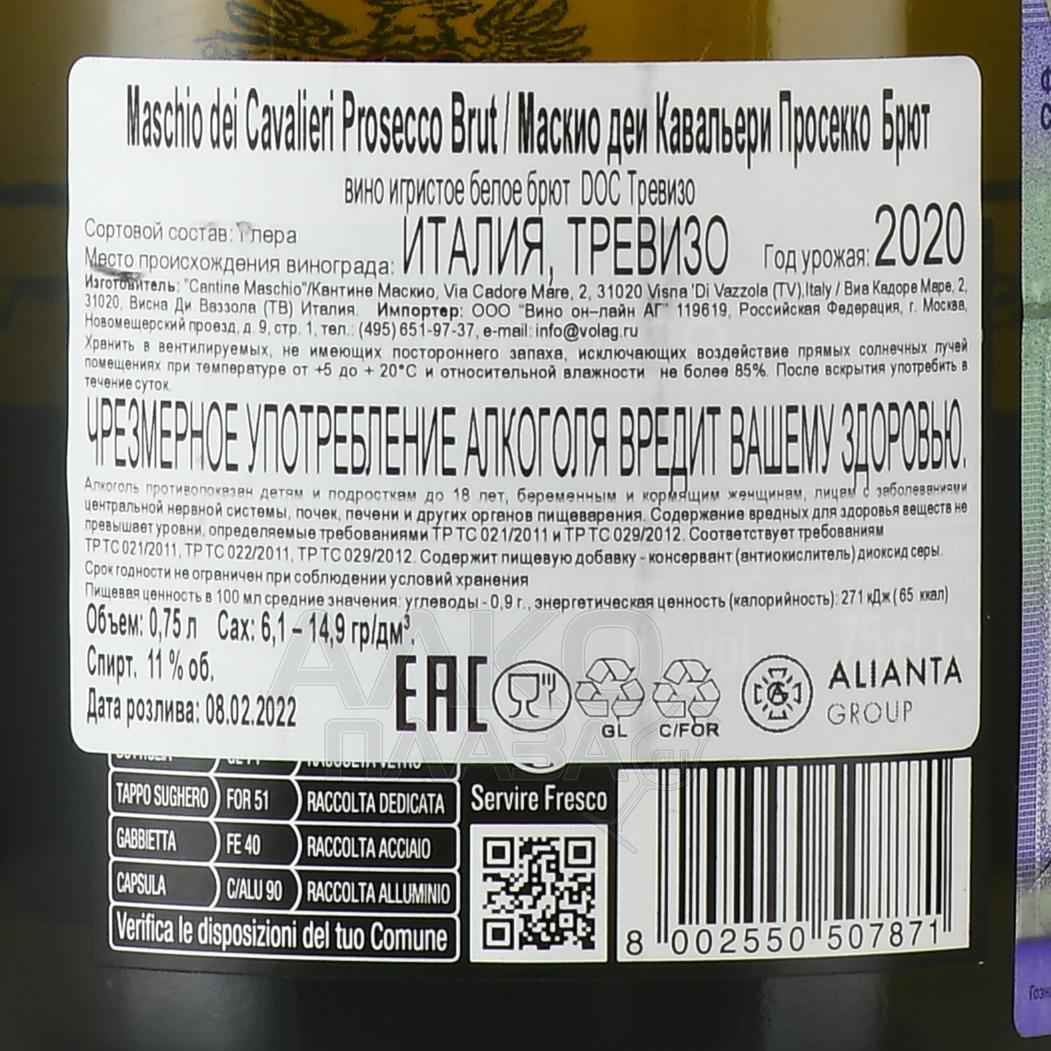 Maschio dei Cavalieri Prosecco Brut / Маскио деи Кавальери Просекко Брют
вино игристое белое брют DOC Тревизо
Сортовой состав: Глера
Место происхождения винограда: ИТАЛИЯ, ТРЕВИЗО Год урожая: 2020
Изготовитель: "Cantine Maschio"/Кантине Маскио, Via Cadore Mare, 2, 31020 Visna 'Di Vazzola (TV),Italy / Виа Кадоре Маре, 2,
31020, Висна Ди Ваззола (ТВ) Италия. Импортер: ООО "Вино он–лайн АГ" 119619, Российская Федерация, г. Москва,
Новомещерский проезд, д. 9, стр. 1, тел.: (495) 651-97-37, e-mail: info@volag.ru
Хранить в вентилируемых, не имеющих постороннего запаха, исключающих воздействие прямых солнечных лучей
помещениях при температуре от +5 до + 20°С и относительной влажности не более 85%. После вскрытия употребить в
течение суток.
ЧРЕЗМЕРНОЕ УПОТРЕБЛЕНИЕ АЛКОГОЛЯ ВРЕДИТ ВАШЕМУ ЗДОРОВЬЮ.
Алкоголь противопоказан детям и подросткам до 18 лет, беременным и кормящим женщинам, лицам с заболеваниями
центральной нервной системы, почек, печени и других органов пищеварения. Содержание вредных для здоровья веществ не
превышает уровни, определяемые требованиями ТР ТС 021/2011 и ТР ТС 029/2012. Соответствует требованиям
ТР ТС 021/2011, ТР ТС 022/2011, ТР ТС 029/2012. Содержит пищевую добавку - консервант (антиокислитель) диоксид серы.
Срок годности не ограничен при соблюдении условий хранения
Пищевая ценность в 100 мл средние значения: углеводы - 0,9 г., энергетическая ценность (калорийность): 271 кДж (65 ккал)
Объем: 0,75 л Сах: 6,1 – 14,9 гр/дм³.
Спирт. 11 % об.
Дата розлива: 08.02.2022
EAC
GL
C/FOR
ALIANTA
GROUP
АЛКО
ПЛАЗА.ру
TAPPO SUGHERO FOR 51 RACCOLTA DEDICATA
GABBIETTA FE 40 RACCOLTA ACCIAIO
CAPSULA C/ALU 90 RACCOLTA ALLUMINIO
Verifica le disposizioni del tuo Comune
Servire Fresco
8 002550 507871